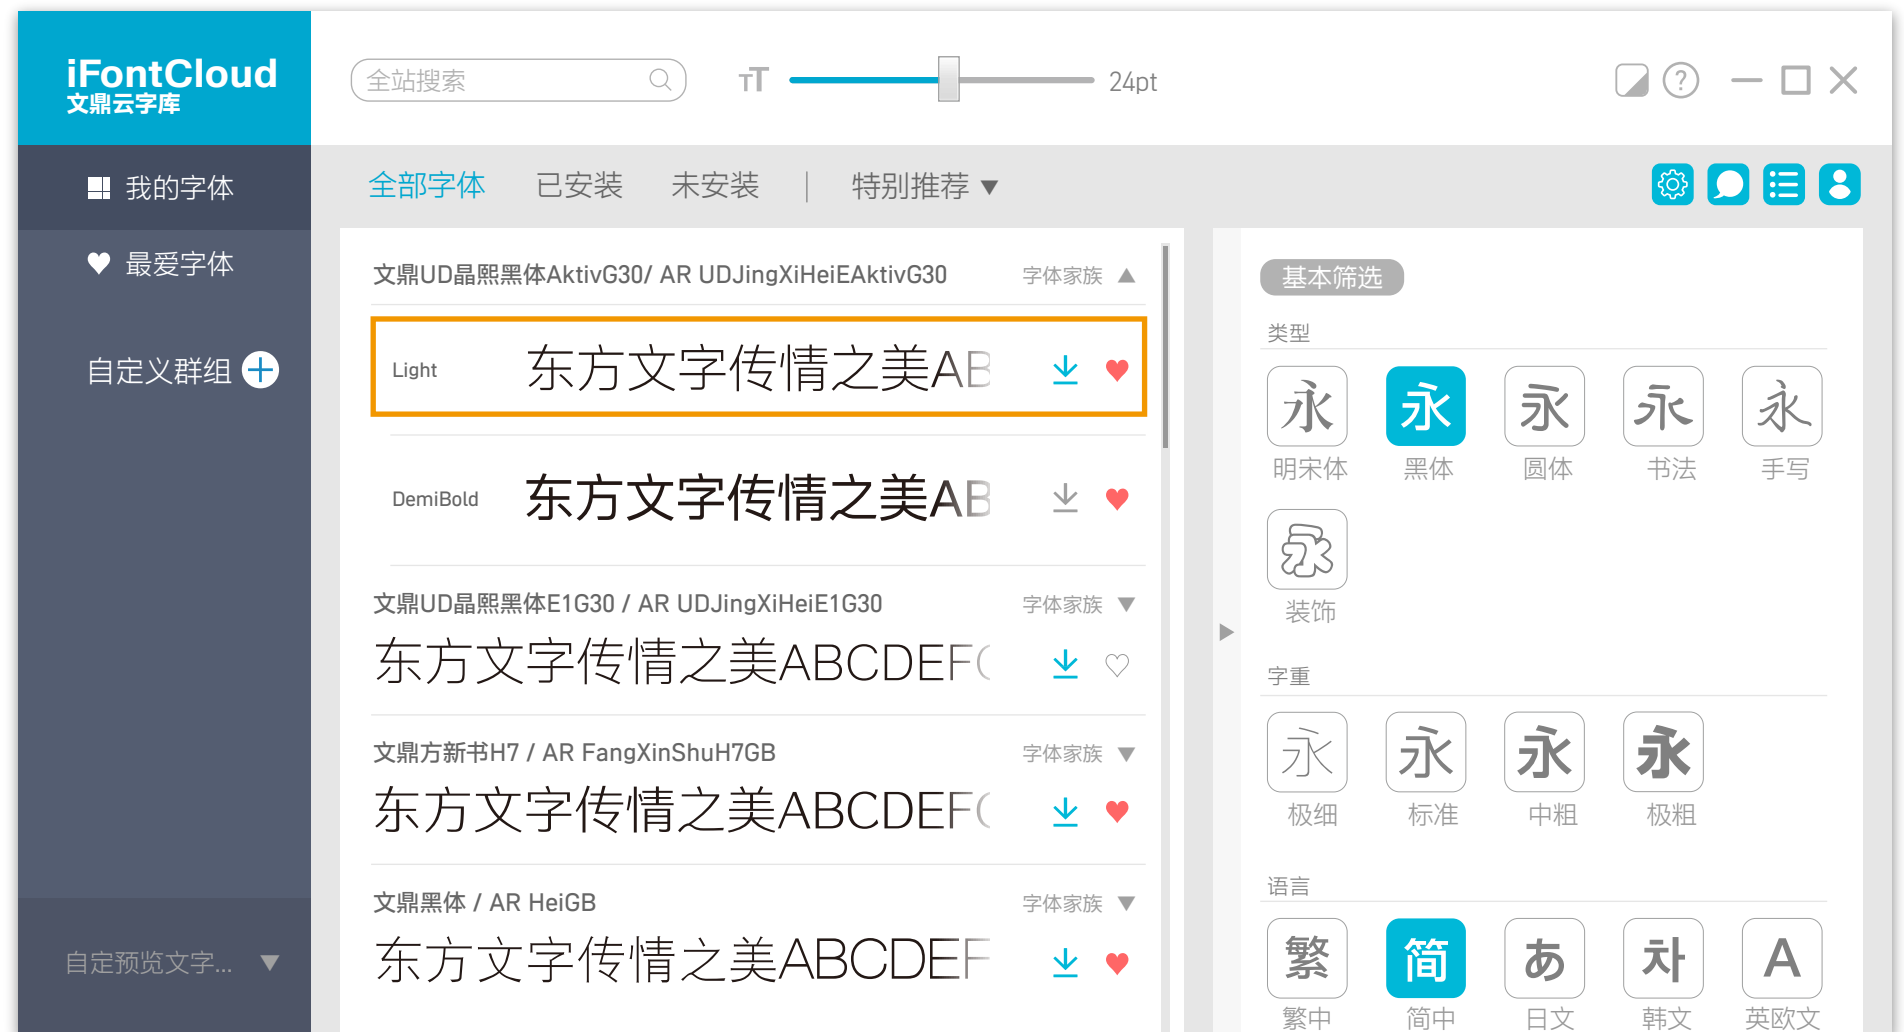 iFontCloud
文鼎云字库
全站搜索
TT
24pt
?
我的字体
最爱字体
自定义群组
自定预览文字...
全部字体 已安装 未安装 | 特别推荐
文鼎UD晶熙黑体AktivG30/ AR UDJingXiHeiEAktivG30 字体家族
Light 东方文字传情之美AB
DemiBold 东方文字传情之美AB
文鼎UD晶熙黑体E1G30 / AR UDJingXiHeiE1G30 字体家族
东方文字传情之美ABCDEF
文鼎方新书H7 / AR FangXinShuH7GB 字体家族
东方文字传情之美ABCDEF
文鼎黑体 / AR HeiGB 字体家族
东方文字传情之美ABCDEF
基本筛选
类型
永 永 永 永 永
明宋体 黑体 圆体 书法 手写
永
装饰
字重
永 永 永 永
极细 标准 中粗 极粗
语言
繁 简 あ 차 A
繁中 简中 日文 韩文 英欧文